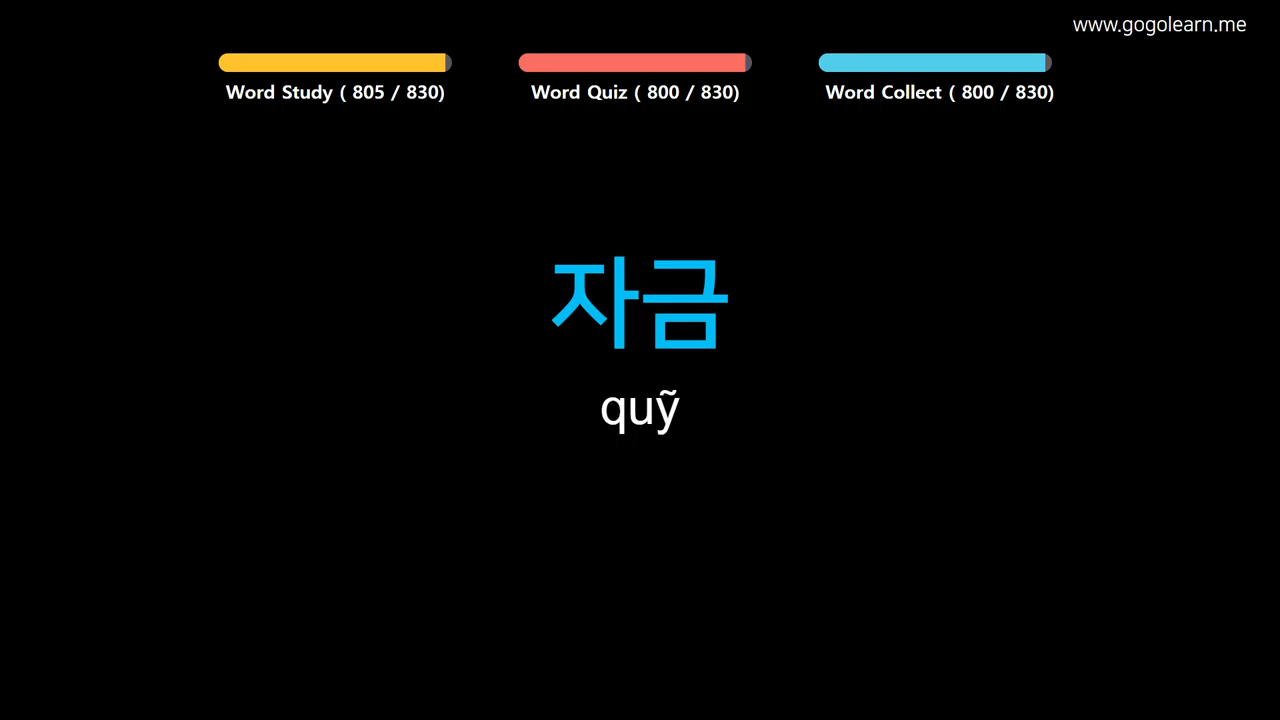 www.gogolearn.me
Word Study ( 805 / 830)
Word Quiz ( 800 / 830)
Word Collect ( 800 / 830)
자금
quỹ